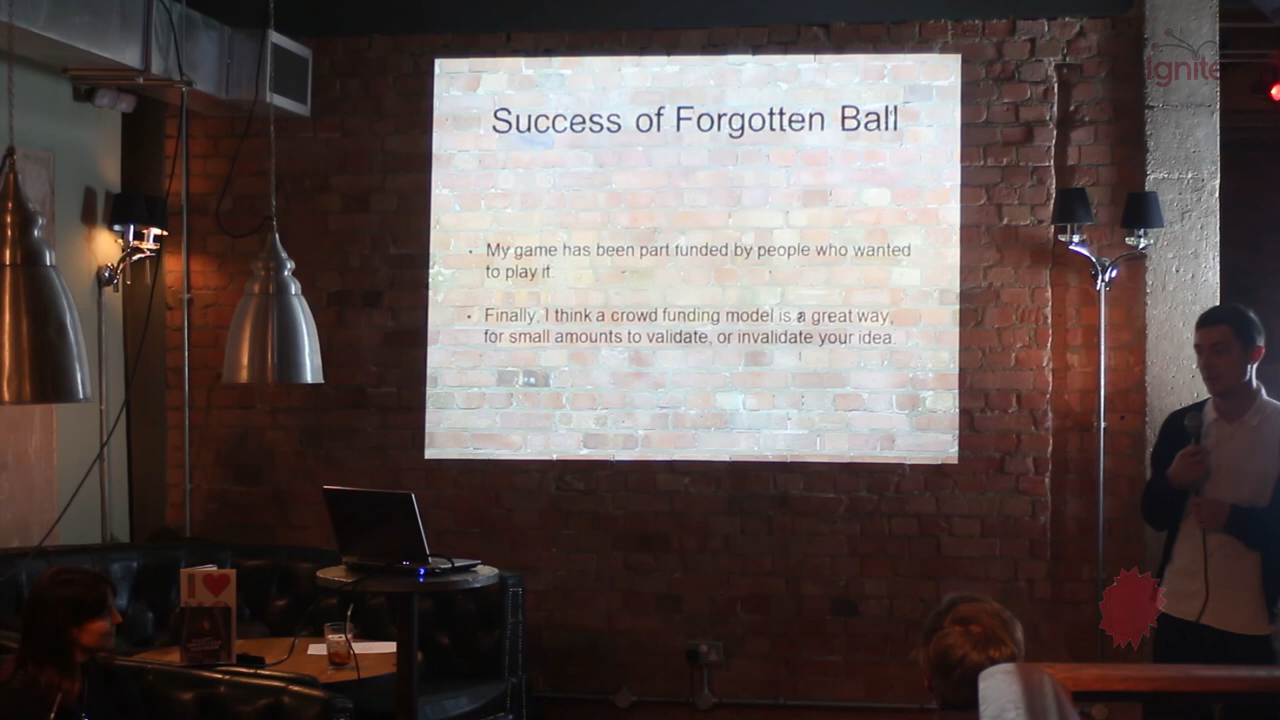 ignite
Success of Forgotten Ball
• My game has been part funded by people who wanted
to play it.
• Finally, I think a crowd funding model is a great way,
for small amounts to validate, or invalidate your idea.
I ♥